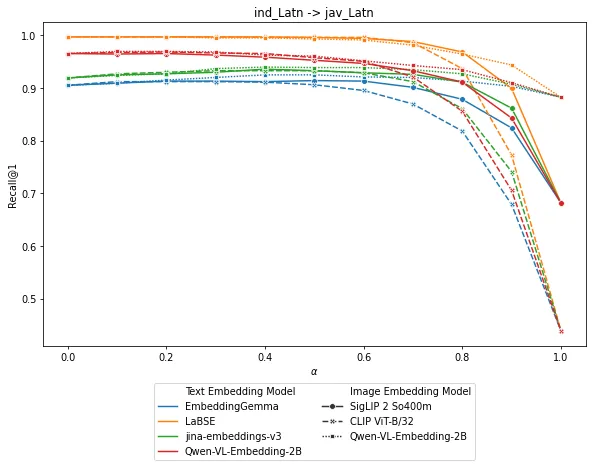 ind_Latn -> jav_Latn
Recall@1
1.0
0.9
0.8
0.7
0.6
0.5
0.0
0.2
0.4
0.6
0.8
1.0
α
Text Embedding Model
EmbeddingGemma
LaBSE
jina-embeddings-v3
Qwen-VL-Embedding-2B
Image Embedding Model
SigLIP 2 So400m
CLIP ViT-B/32
Qwen-VL-Embedding-2B